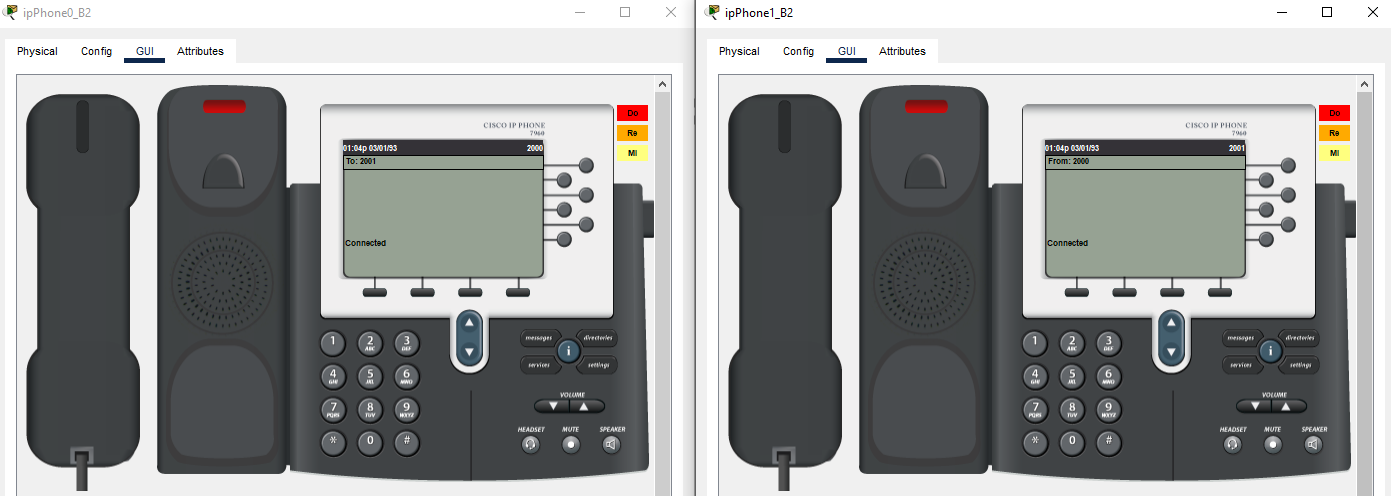 ipPhone0_B2
Physical Config GUI Attributes
CISCO IP PHONE
7960
Do
Re
MI
01:04p 03/01/93 2000
To: 2001
Connected
1 2 ABC 3 DEF
4 GHI 5 JKL 6 MNO
7 PQRS 8 TUV 9 WXYZ
* 0 #
messages directories
i
services settings
VOLUME
HEADSET MUTE SPEAKER
ipPhone1_B2
Physical Config GUI Attributes
CISCO IP PHONE
7960
Do
Re
MI
01:04p 03/01/93 2001
From: 2000
Connected
1 2 ABC 3 DEF
4 GHI 5 JKL 6 MNO
7 PQRS 8 TUV 9 WXYZ
* 0 #
messages directories
i
services settings
VOLUME
HEADSET MUTE SPEAKER